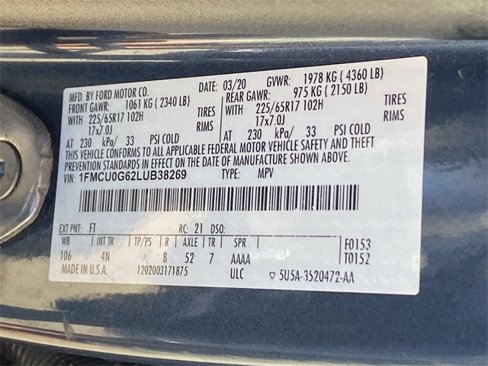 MFD. BY FORD MOTOR CO.
DATE: 03/20 GVWR: 1978 KG (4360 LB)
FRONT GAWR: 1061 KG (2340 LB) REAR GAWR: 975 KG (2150 LB)
WITH 225/65R17 102H TIRES WITH 225/65R17 102H TIRES
17x7.0J RIMS 17x7.0J RIMS
AT 230 kPa/ 33 PSI COLD AT 230 kPa/ 33 PSI COLD
THIS VEHICLE CONFORMS TO ALL APPLICABLE FEDERAL MOTOR VEHICLE SAFETY, BUMPER, AND THEFT
PREVENTION STANDARDS IN EFFECT ON THE DATE OF MANUFACTURE SHOWN ABOVE.
VIN: 1FMCU0G62LUB38269 TYPE: MPV
EXT PNT: FT RC: 21 DSO:
WB INT TR TP/PS R AXLE TR SPR F0153
106 4N 8 52 7 AAAA T0152
MADE IN U.S.A. 1202003171875 ULC 5U5A-3520472-AA